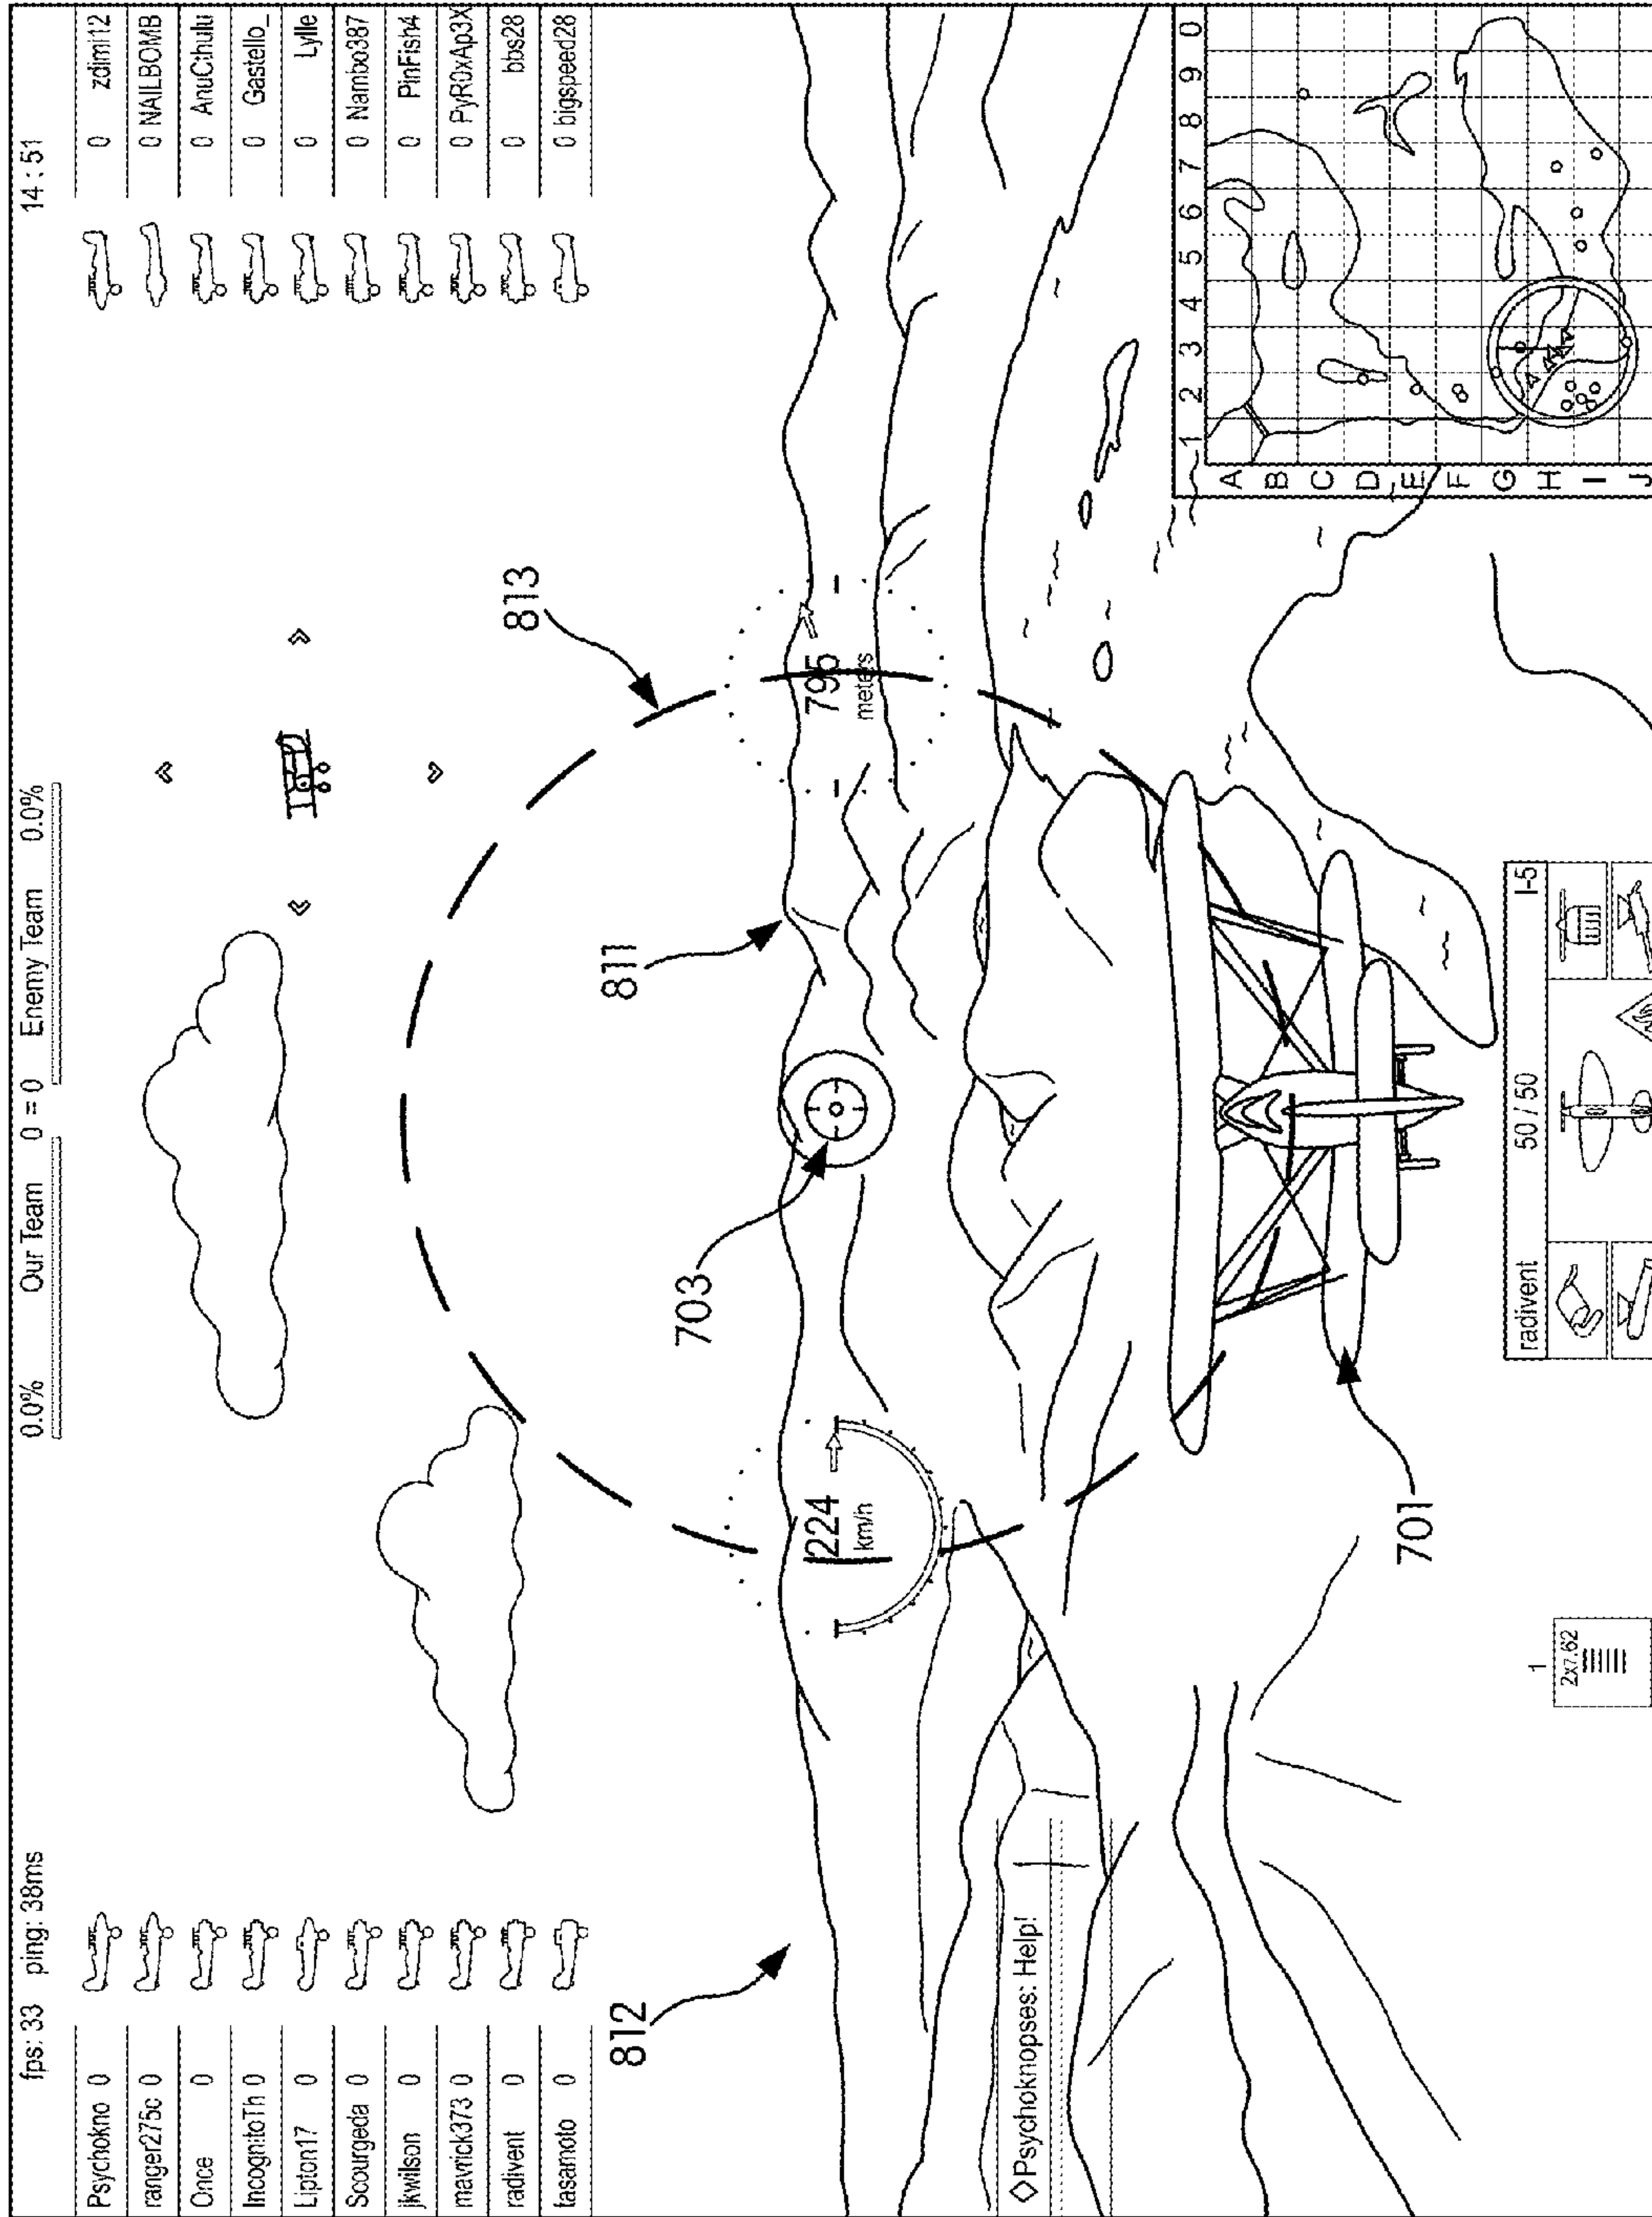 fps: 33 ping: 38ms
0.0% Our Team 0 = 0 Enemy Team 0.0%
14 : 51
Psychokno 0
ranger275c 0
Once 0
IncognitoTh 0
Lipton17 0
Scourgeda 0
jkwilson 0
mavrick373 0
radivent 0
tasamoto 0
0 zdimi12
0 NAILBOMB
0 AnuCihulu
0 Gastello_
0 Lylle
0 Nambo387
0 PinFish4
0 PyR0xAp3X
0 bbs28
0 bigspeed28
813
811
812
703
224
km/h
795
meters
◇Psychoknopses: Help!
701
1
2x7.62
radivent 50 / 50 I-5
1 2 3 4 5 6 7 8 9 0
A
B
C
D
E
F
G
H
I
J